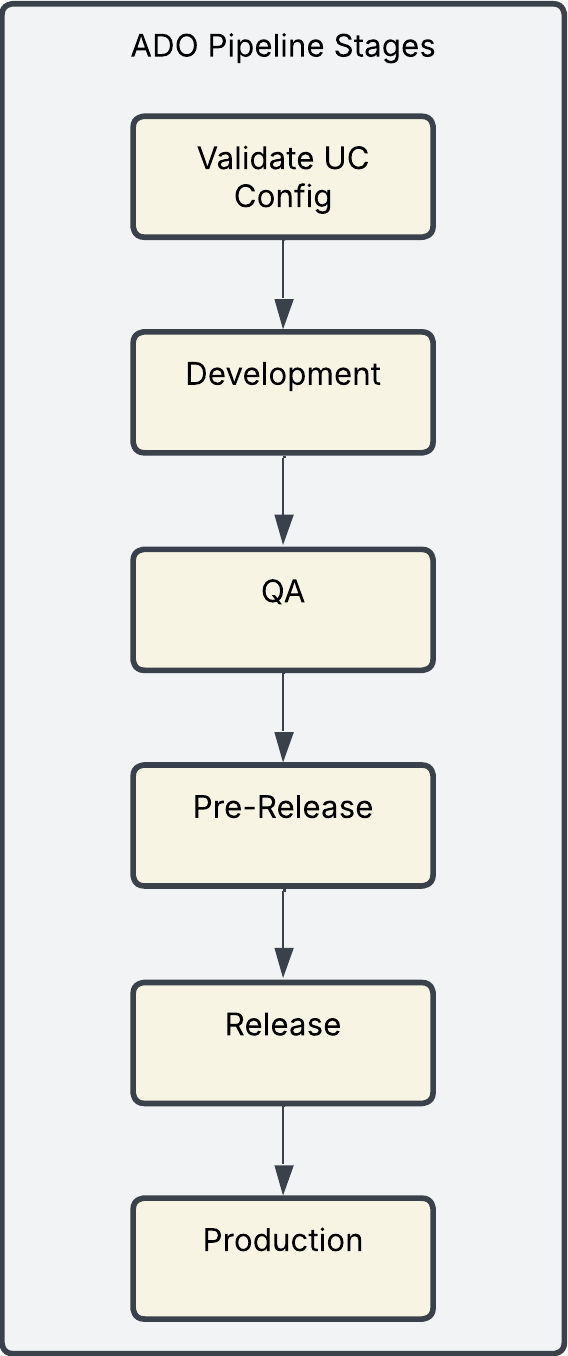 ADO Pipeline Stages
Validate UC
Config
Development
QA
Pre-Release
Release
Production